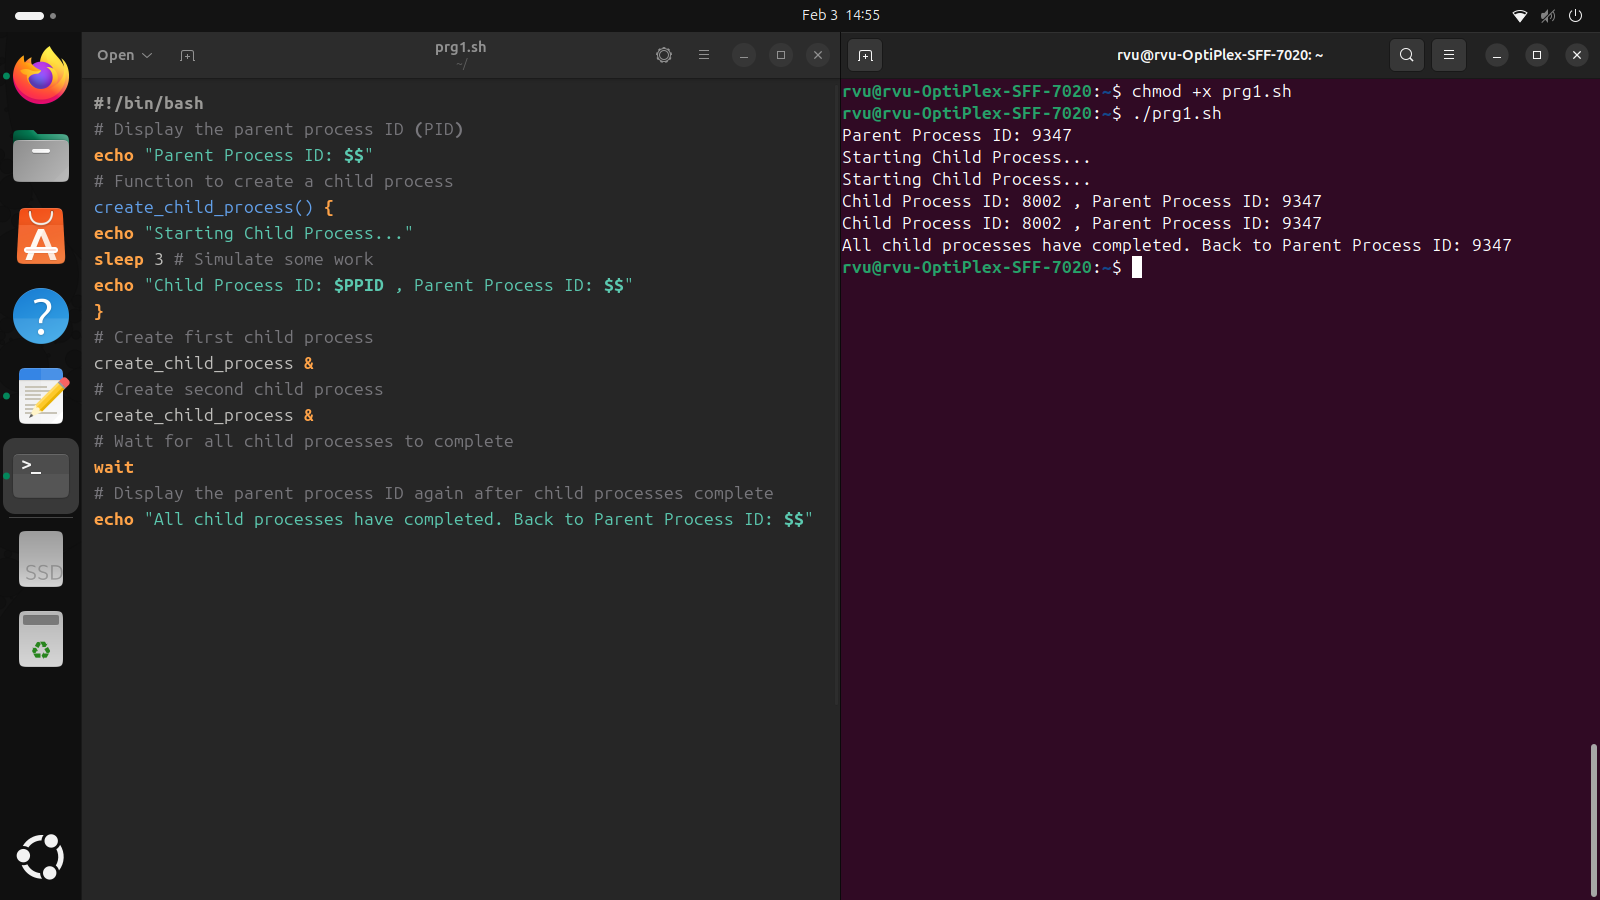 Feb 3 14:55
Open
prg1.sh
~/
rvu@rvu-OptiPlex-SFF-7020: ~
#!/bin/bash
# Display the parent process ID (PID)
echo "Parent Process ID: $$"
# Function to create a child process
create_child_process() {
echo "Starting Child Process..."
sleep 3 # Simulate some work
echo "Child Process ID: $PPID , Parent Process ID: $$"
}
# Create first child process
create_child_process &
# Create second child process
create_child_process &
# Wait for all child processes to complete
wait
# Display the parent process ID again after child processes complete
echo "All child processes have completed. Back to Parent Process ID: $$"
rvu@rvu-OptiPlex-SFF-7020:~$ chmod +x prg1.sh
rvu@rvu-OptiPlex-SFF-7020:~$ ./prg1.sh
Parent Process ID: 9347
Starting Child Process...
Starting Child Process...
Child Process ID: 8002 , Parent Process ID: 9347
Child Process ID: 8002 , Parent Process ID: 9347
All child processes have completed. Back to Parent Process ID: 9347
rvu@rvu-OptiPlex-SFF-7020:~$
SSD